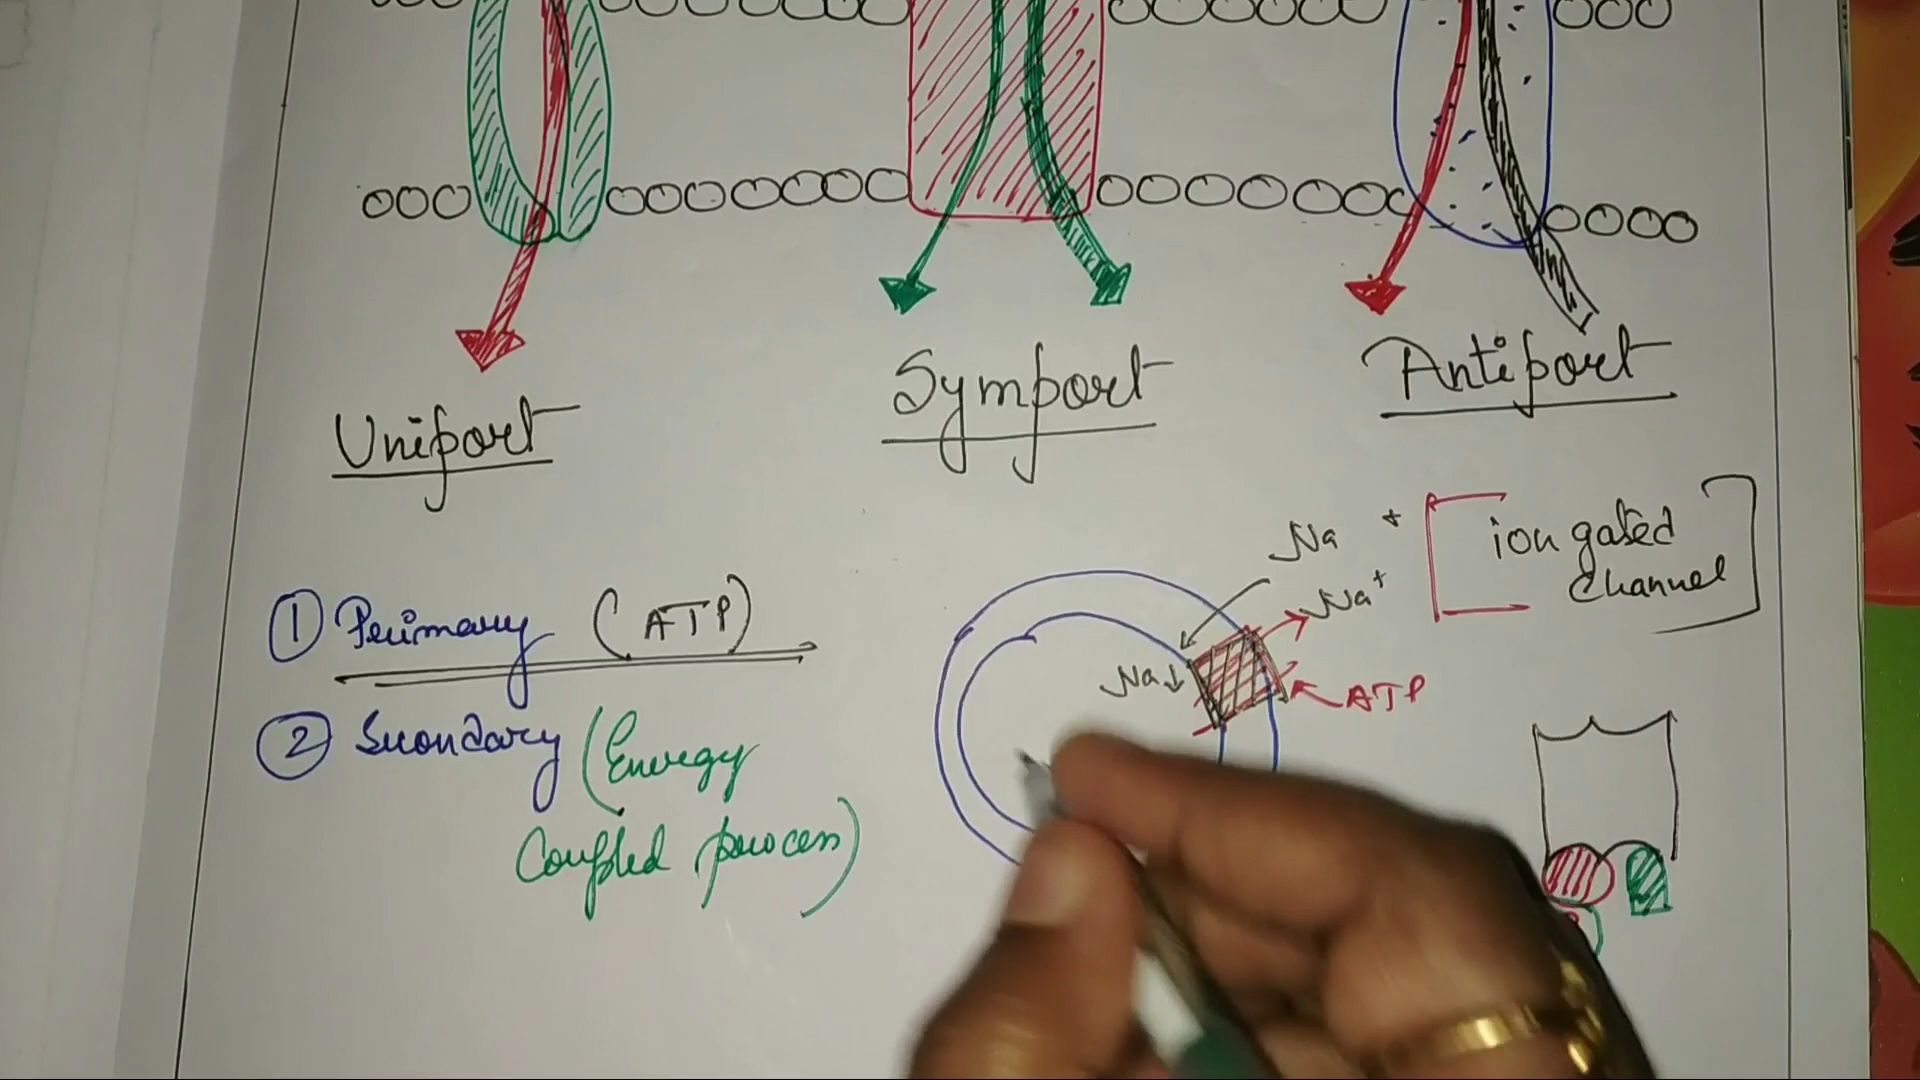 Uniport
Symport
Antiport
① Primary (ATP)
② Secondary (Energy
Coupled process)
Na +
ion gated
channel
Na+
Na↓
ATP